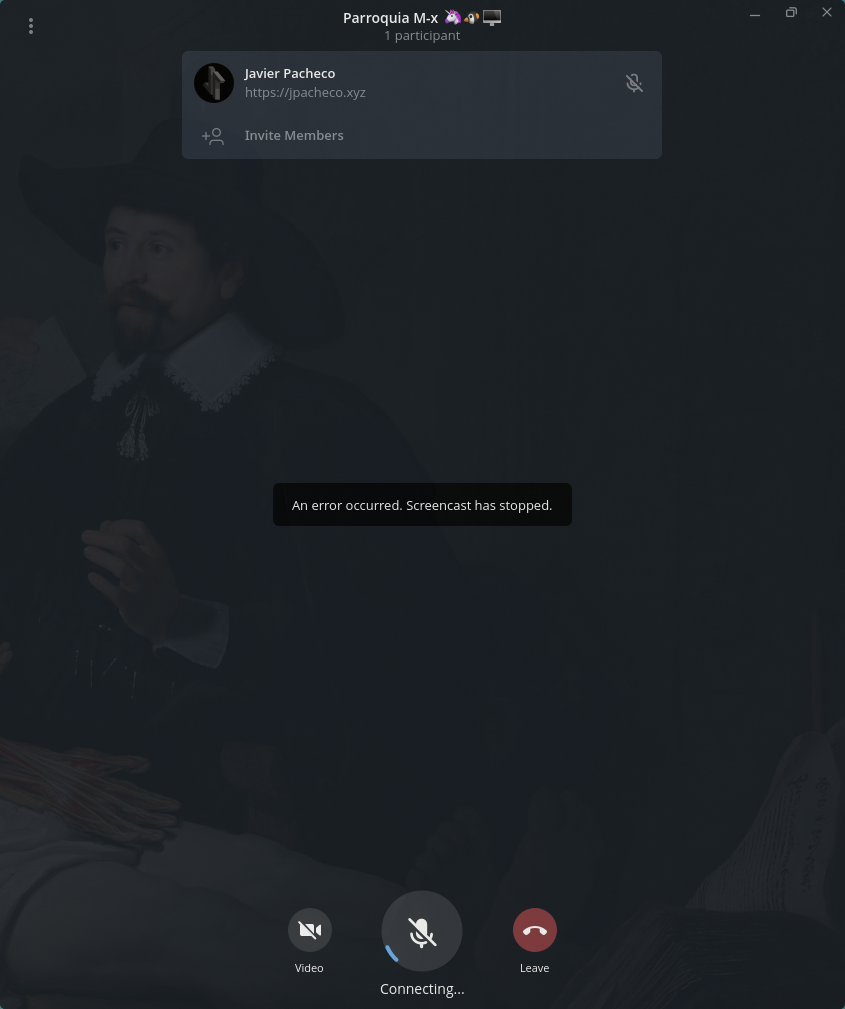 Parroquia M-x 🦄🐠🖥
1 participant
Javier Pacheco
https://jpacheco.xyz
Invite Members
An error occurred. Screencast has stopped.
Video
Leave
Connecting...